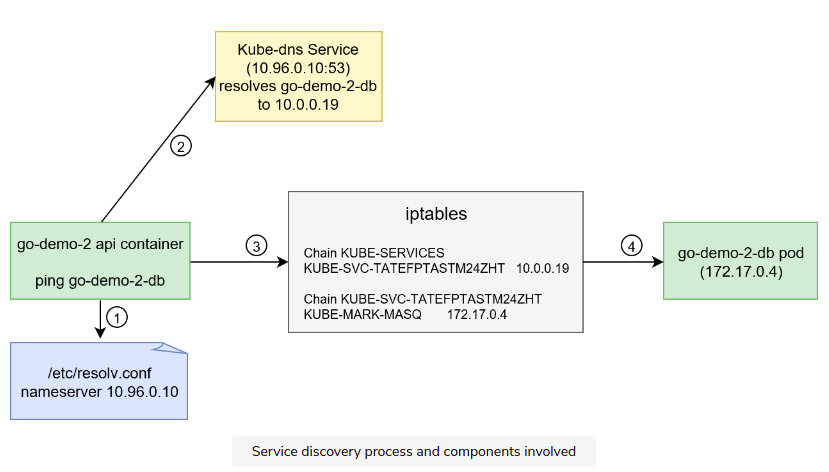 Kube-dns Service
(10.96.0.10:53)
resolves go-demo-2-db
to 10.0.0.19
2
go-demo-2 api container
ping go-demo-2-db
1
/etc/resolv.conf
nameserver 10.96.0.10
3
iptables
Chain KUBE-SERVICES
KUBE-SVC-TATEFPTASTM24ZHT 10.0.0.19
Chain KUBE-SVC-TATEFPTASTM24ZHT
KUBE-MARK-MASQ 172.17.0.4
4
go-demo-2-db pod
(172.17.0.4)
Service discovery process and components involved